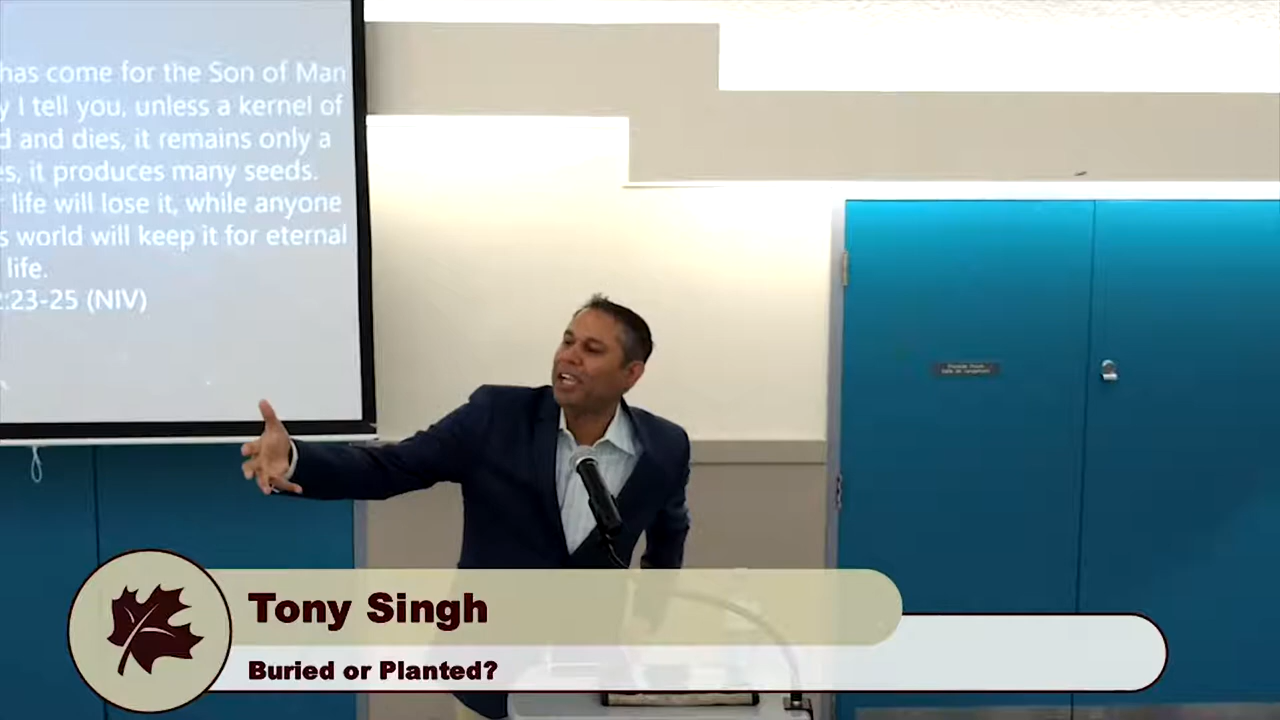 has come for the Son of Man
y I tell you, unless a kernel of
d and dies, it remains only a
es, it produces many seeds.
r life will lose it, while anyone
s world will keep it for eternal
life.
2:23-25 (NIV)
Tony Singh
Buried or Planted?